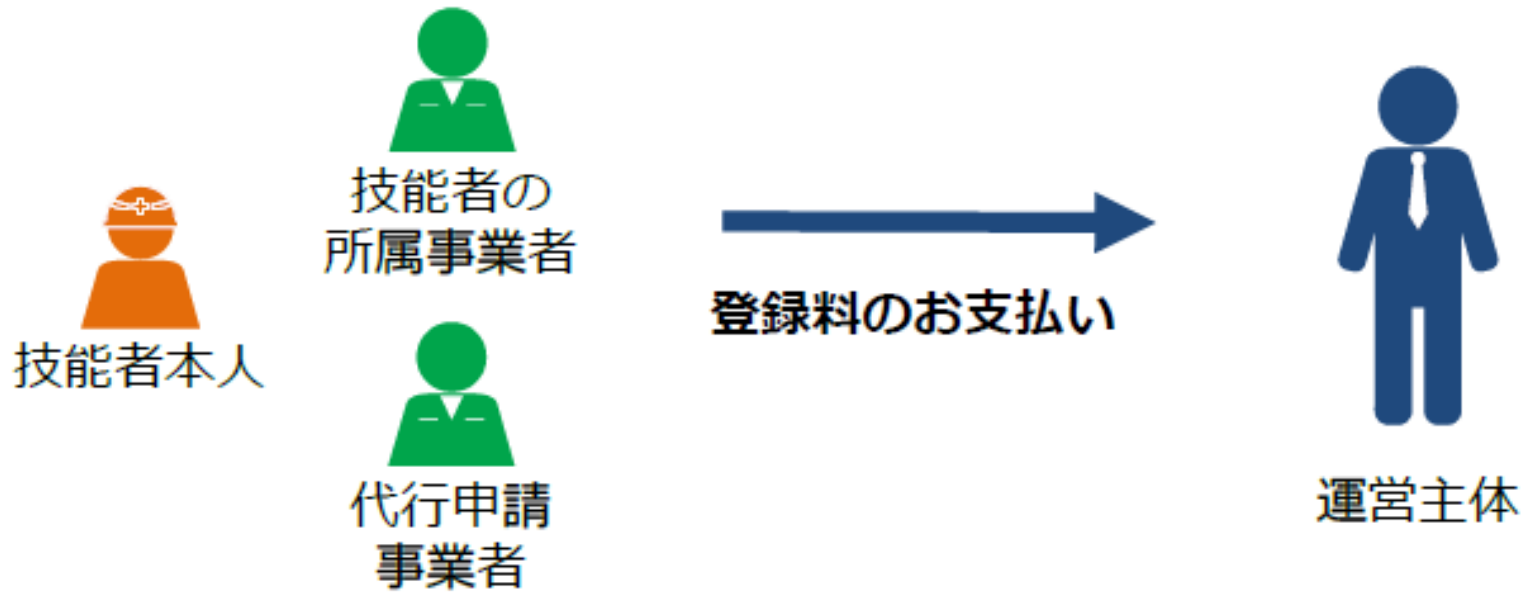 技能者本人
技能者の
所属事業者
代行申請
事業者
登録料のお支払い
運営主体